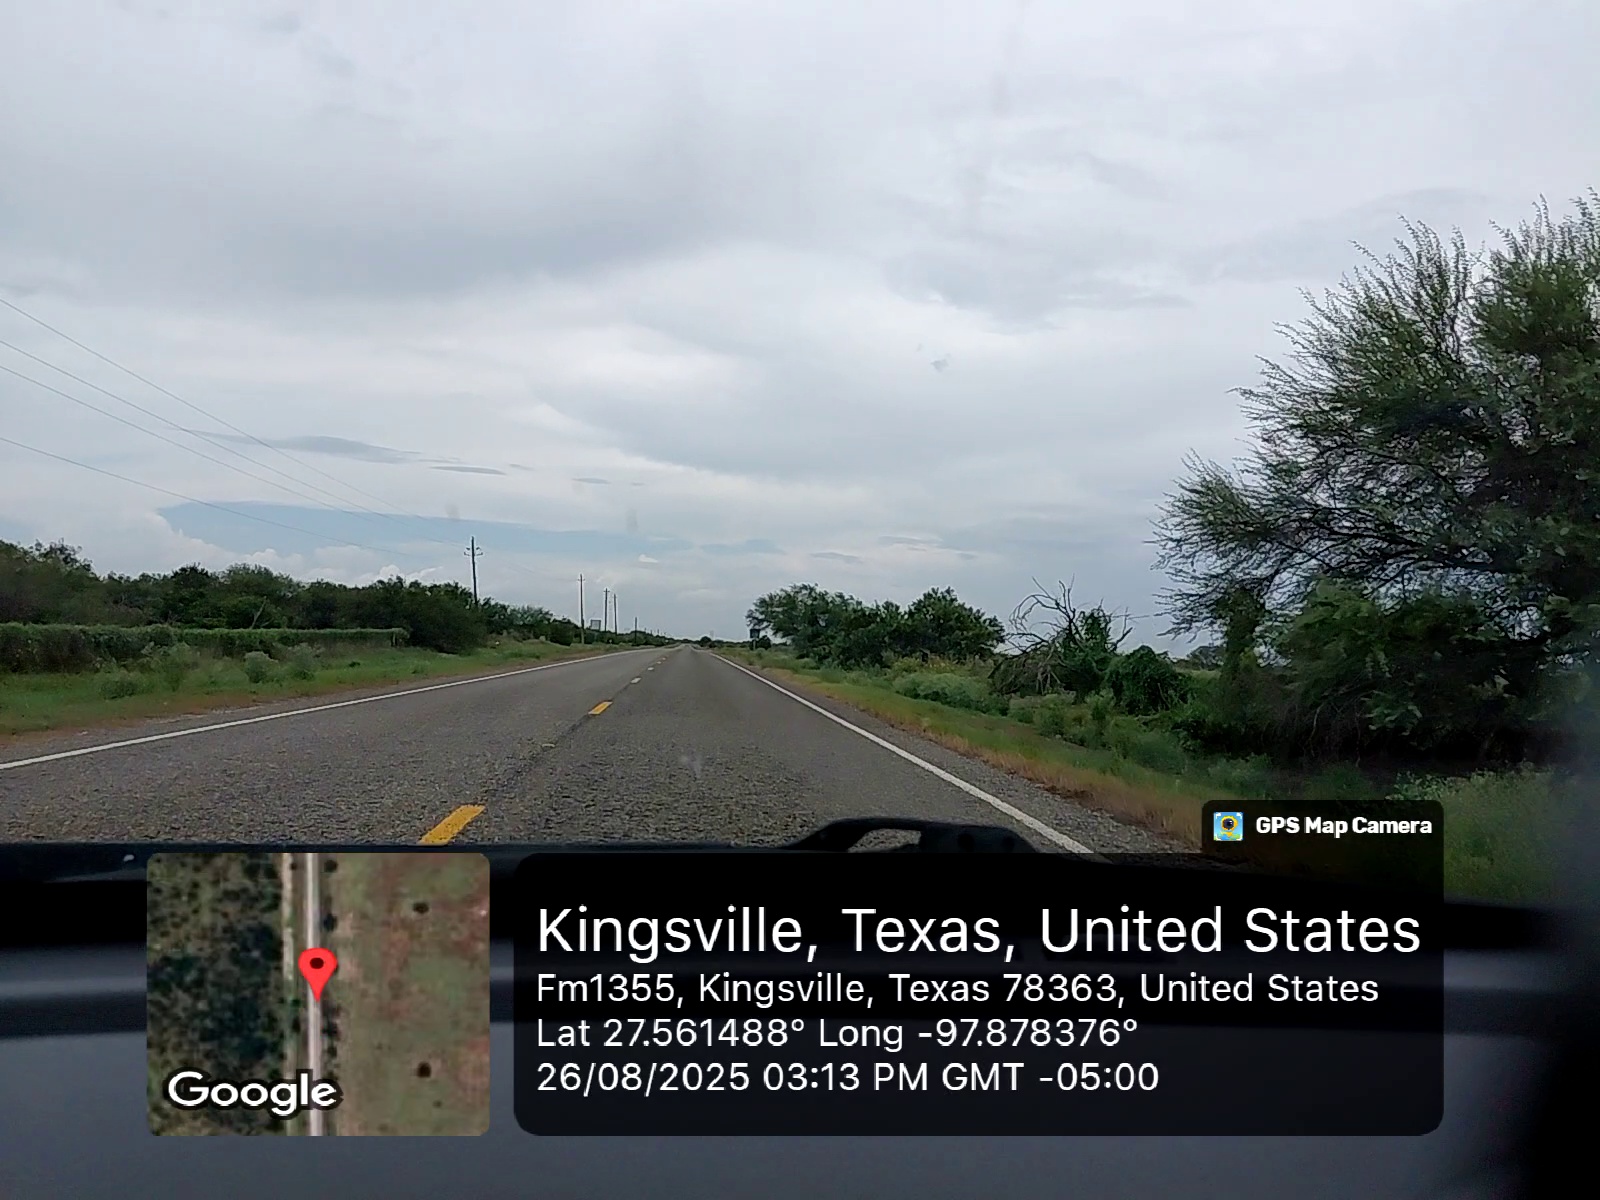 GPS Map Camera
Kingsville, Texas, United States
Fm1355, Kingsville, Texas 78363, United States
Lat 27.561488° Long -97.878376°
26/08/2025 03:13 PM GMT -05:00
Google